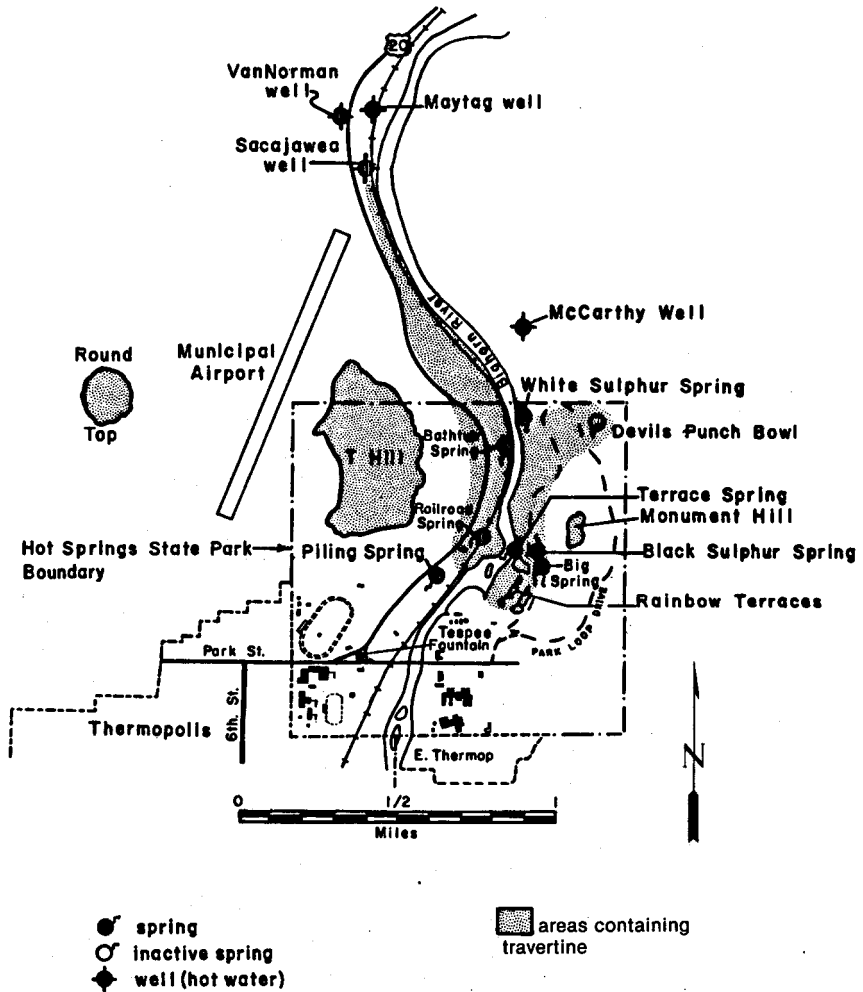 20
VanNorman
well
Maytag well
Sacajawea
well
Bighorn River
McCarthy Well
Round
Top
Municipal
Airport
White Sulphur Spring
T Hill
Bathtub
Spring
Devils Punch Bowl
Railroad
Spring
Terrace Spring
Monument Hill
Hot Springs State Park
Boundary
Piling Spring
Black Sulphur Spring
Big
Spring
Rainbow Terraces
Teepee
Fountain
PARK LOOP DRIVE
Park St.
6th. St.
Thermopolis
E. Thermop
N
0 1/2 1
Miles
spring
inactive spring
well (hot water)
areas containing
travertine